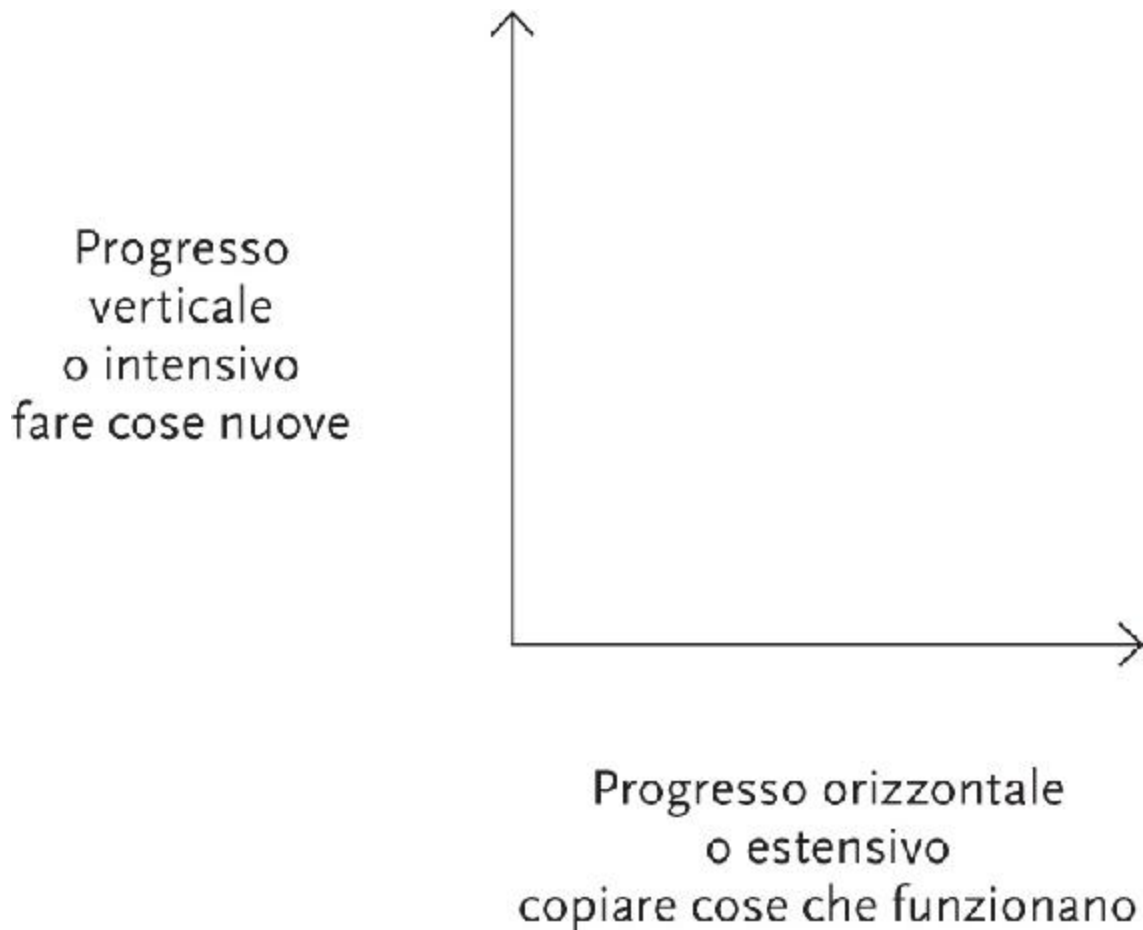 Progresso
verticale
o intensivo
fare cose nuove
Progresso orizzontale
o estensivo
copiare cose che funzionano